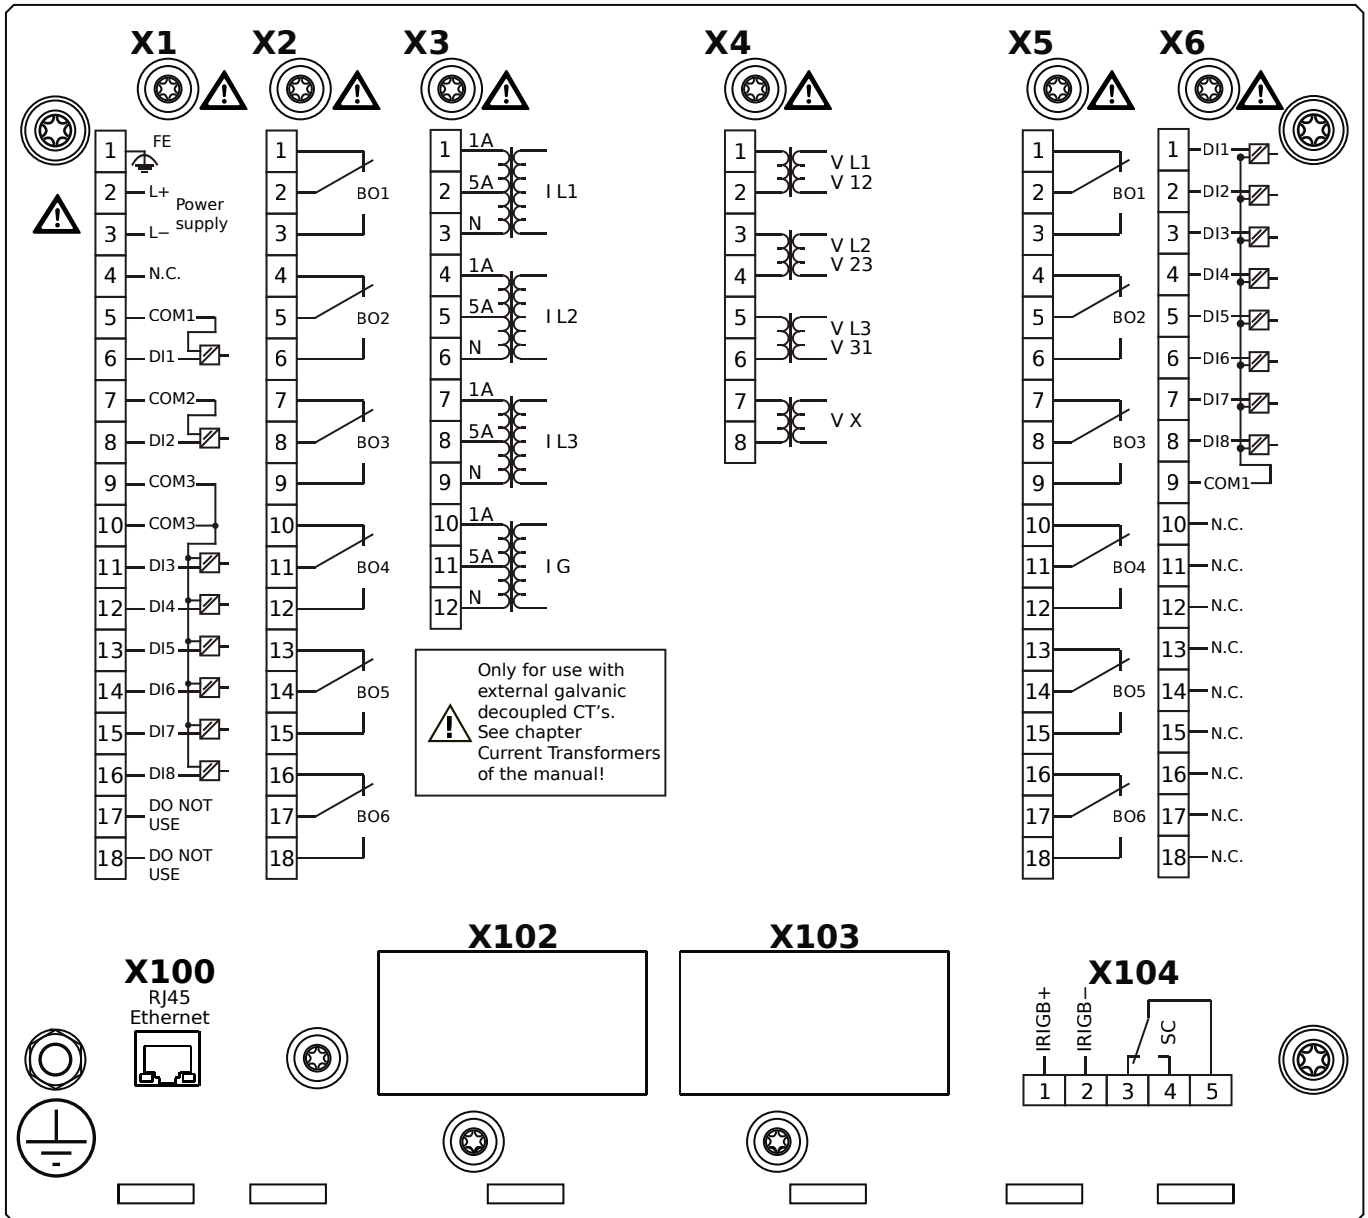 X1
X2
X3
X4
X5
X6
1 FE
2 L+
Power
supply
3 L−
4 N.C.
5 COM1
6 DI1
7 COM2
8 DI2
9 COM3
10 COM3
11 DI3
12 DI4
13 DI5
14 DI6
15 DI7
16 DI8
17 DO NOT
USE
18 DO NOT
USE
1
2 BO1
3
4
5 BO2
6
7
8 BO3
9
10
11 BO4
12
13
14 BO5
15
16
17 BO6
18
1 1A
2 5A I L1
3 N
4 1A
5 5A I L2
6 N
7 1A
8 5A I L3
9 N
10 1A
11 5A I G
12 N
Only for use with
external galvanic
decoupled CT's.
See chapter
Current Transformers
of the manual!
1
V L1
2
V 12
3
V L2
V 23
4
5
V L3
V 31
6
7
V X
8
1
2 BO1
3
4
5 BO2
6
7
8 BO3
9
10
11 BO4
12
13
14 BO5
15
16
17 BO6
18
1 DI1
2 DI2
3 DI3
4 DI4
5 DI5
6 DI6
7 DI7
8 DI8
9 COM1
10 N.C.
11 N.C.
12 N.C.
13 N.C.
14 N.C.
15 N.C.
16 N.C.
17 N.C.
18 N.C.
X100
RJ45
Ethernet
X102
X103
X104
IRIGB+
IRIGB−
SC
1 2 3 4 5